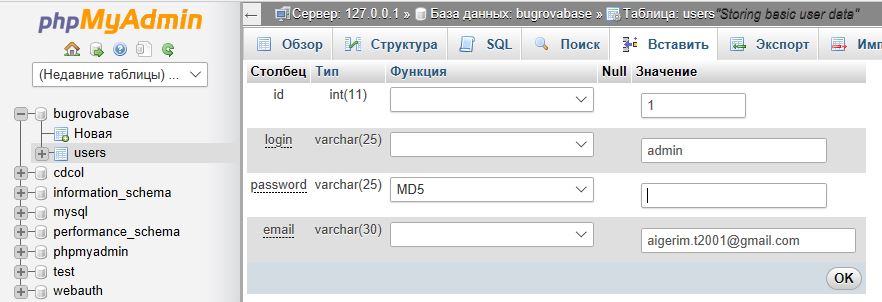 phpMyAdmin
(Недавние таблицы) ...
bugrovabase
Новая
users
cdcol
information_schema
mysql
performance_schema
phpmyadmin
test
webauth
Сервер: 127.0.0.1 » База данных: bugrovabase » Таблица: users "Storing basic user data"
Обзор Структура SQL Поиск Вставить Экспорт Имп
Столбец Тип Функция Null Значение
id int(11) 1
login varchar(25) admin
password varchar(25) MD5
email varchar(30) aigerim.t2001@gmail.com
OK